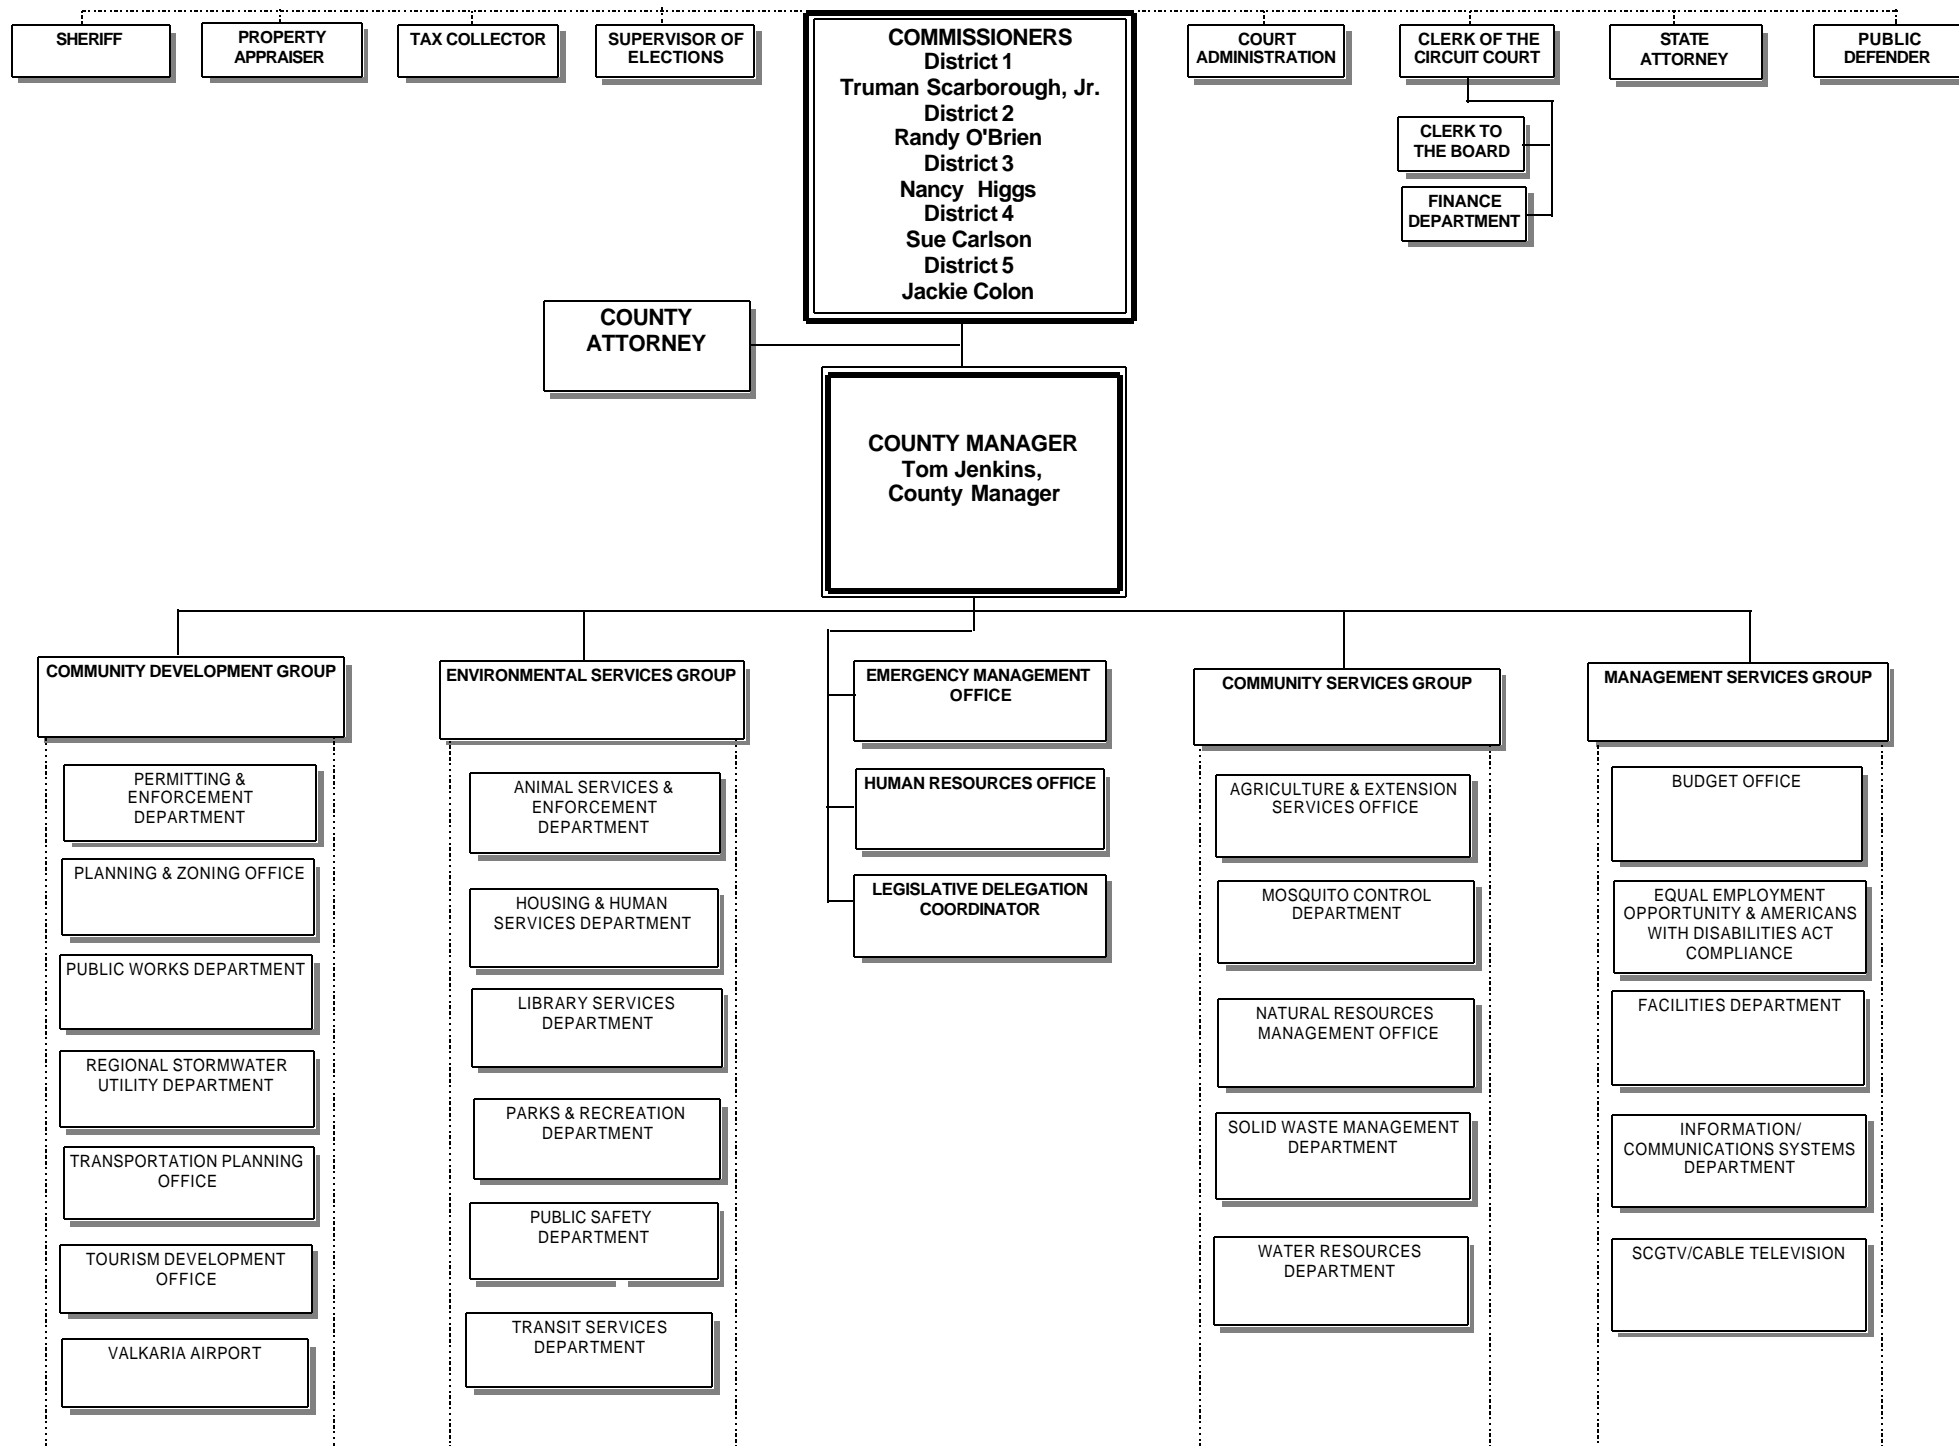 SHERIFF
PROPERTY
APPRAISER
TAX COLLECTOR
SUPERVISOR OF
ELECTIONS
COMMISSIONERS
District 1
Truman Scarborough, Jr.
District 2
Randy O'Brien
District 3
Nancy Higgs
District 4
Sue Carlson
District 5
Jackie Colon
COURT
ADMINISTRATION
CLERK OF THE
CIRCUIT COURT
STATE
ATTORNEY
PUBLIC
DEFENDER
CLERK TO
THE BOARD
FINANCE
DEPARTMENT
COUNTY
ATTORNEY
COUNTY MANAGER
Tom Jenkins,
County Manager
COMMUNITY DEVELOPMENT GROUP
PERMITTING &
ENFORCEMENT
DEPARTMENT
PLANNING & ZONING OFFICE
PUBLIC WORKS DEPARTMENT
REGIONAL STORMWATER
UTILITY DEPARTMENT
TRANSPORTATION PLANNING
OFFICE
TOURISM DEVELOPMENT
OFFICE
VALKARIA AIRPORT
ENVIRONMENTAL SERVICES GROUP
ANIMAL SERVICES &
ENFORCEMENT
DEPARTMENT
HOUSING & HUMAN
SERVICES DEPARTMENT
LIBRARY SERVICES
DEPARTMENT
PARKS & RECREATION
DEPARTMENT
PUBLIC SAFETY
DEPARTMENT
TRANSIT SERVICES
DEPARTMENT
EMERGENCY MANAGEMENT
OFFICE
HUMAN RESOURCES OFFICE
LEGISLATIVE DELEGATION
COORDINATOR
COMMUNITY SERVICES GROUP
AGRICULTURE & EXTENSION
SERVICES OFFICE
MOSQUITO CONTROL
DEPARTMENT
NATURAL RESOURCES
MANAGEMENT OFFICE
SOLID WASTE MANAGEMENT
DEPARTMENT
WATER RESOURCES
DEPARTMENT
MANAGEMENT SERVICES GROUP
BUDGET OFFICE
EQUAL EMPLOYMENT
OPPORTUNITY & AMERICANS
WITH DISABILITIES ACT
COMPLIANCE
FACILITIES DEPARTMENT
INFORMATION/
COMMUNICATIONS SYSTEMS
DEPARTMENT
SCGTV/CABLE TELEVISION